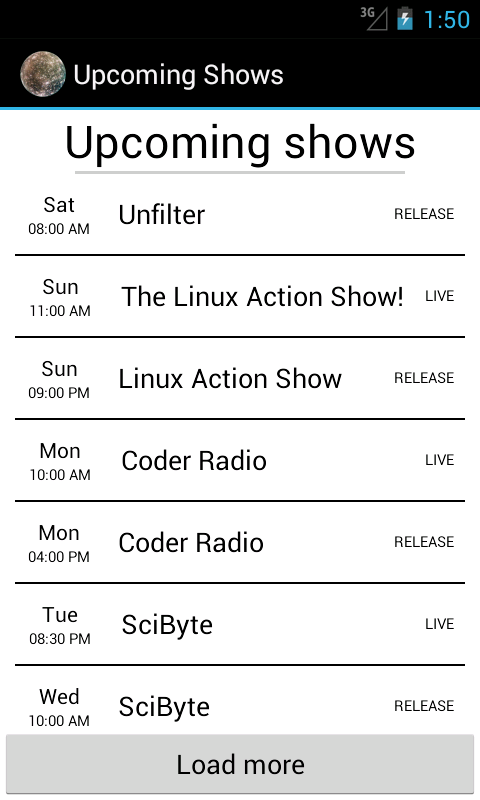 3G 1:50
Upcoming Shows
Upcoming shows
Sat
08:00 AM
Unfilter
RELEASE
Sun
11:00 AM
The Linux Action Show!
LIVE
Sun
09:00 PM
Linux Action Show
RELEASE
Mon
10:00 AM
Coder Radio
LIVE
Mon
04:00 PM
Coder Radio
RELEASE
Tue
08:30 PM
SciByte
LIVE
Wed
10:00 AM
SciByte
RELEASE
Load more